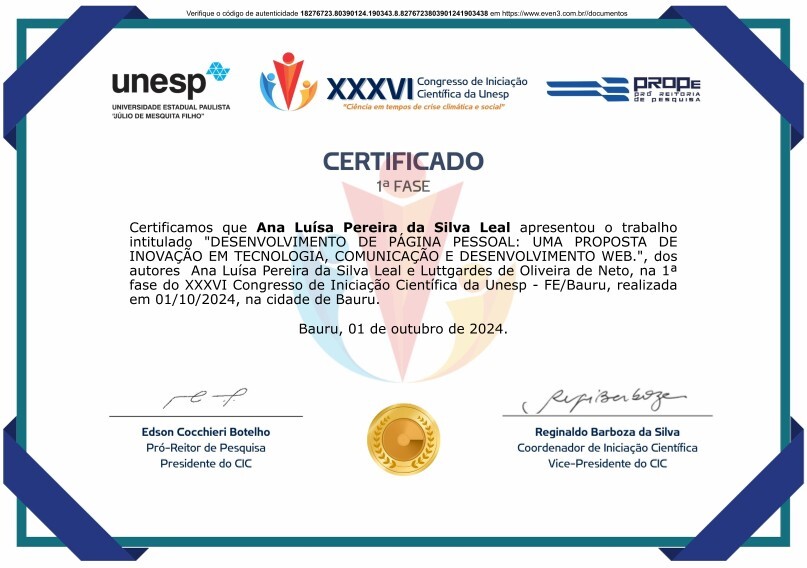 Verifique o código de autenticidade 18276723.80390124.190343.8.8276723803901241903438 em https://www.even3.com.br//documentos
unesp
UNIVERSIDADE ESTADUAL PAULISTA
"JÚLIO DE MESQUITA FILHO"
XXXVI Congresso de Iniciação
Científica da Unesp
"Ciência em tempos de crise climática e social"
PROPe
PRÓ REITORIA
DE PESQUISA
CERTIFICADO
1ª FASE
Certificamos que Ana Luísa Pereira da Silva Leal apresentou o trabalho
intitulado "DESENVOLVIMENTO DE PÁGINA PESSOAL: UMA PROPOSTA DE
INOVAÇÃO EM TECNOLOGIA, COMUNICAÇÃO E DESENVOLVIMENTO WEB.", dos
autores Ana Luísa Pereira da Silva Leal e Luttgardes de Oliveira de Neto, na 1ª
fase do XXXVI Congresso de Iniciação Científica da Unesp - FE/Bauru, realizada
em 01/10/2024, na cidade de Bauru.
Bauru, 01 de outubro de 2024.
Edson Cocchieri Botelho
Pró-Reitor de Pesquisa
Presidente do CIC
Reginaldo Barboza da Silva
Coordenador de Iniciação Científica
Vice-Presidente do CIC